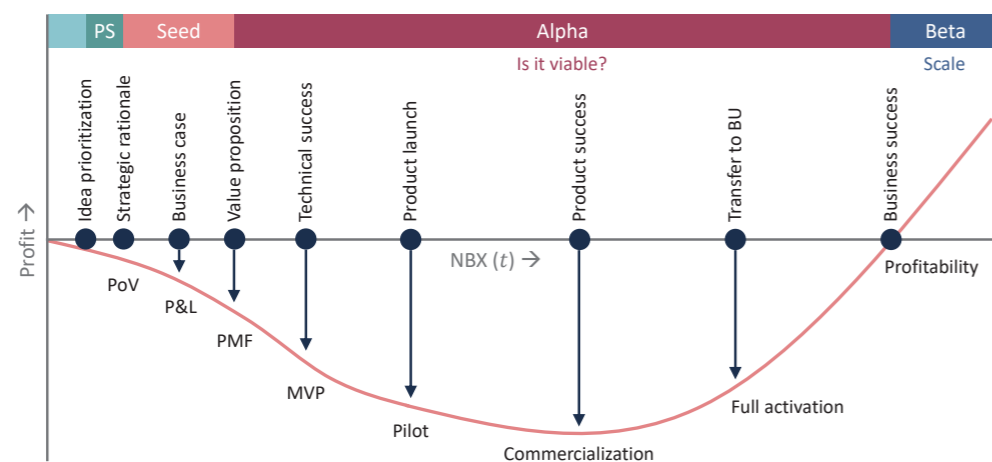 PS
Seed
Alpha
Beta
Is it viable?
Scale
Idea prioritization
Strategic rationale
Business case
Value proposition
Technical success
Product launch
Product success
Transfer to BU
Business success
Profit →
NBX (t) →
PoV
P&L
PMF
MVP
Pilot
Commercialization
Full activation
Profitability